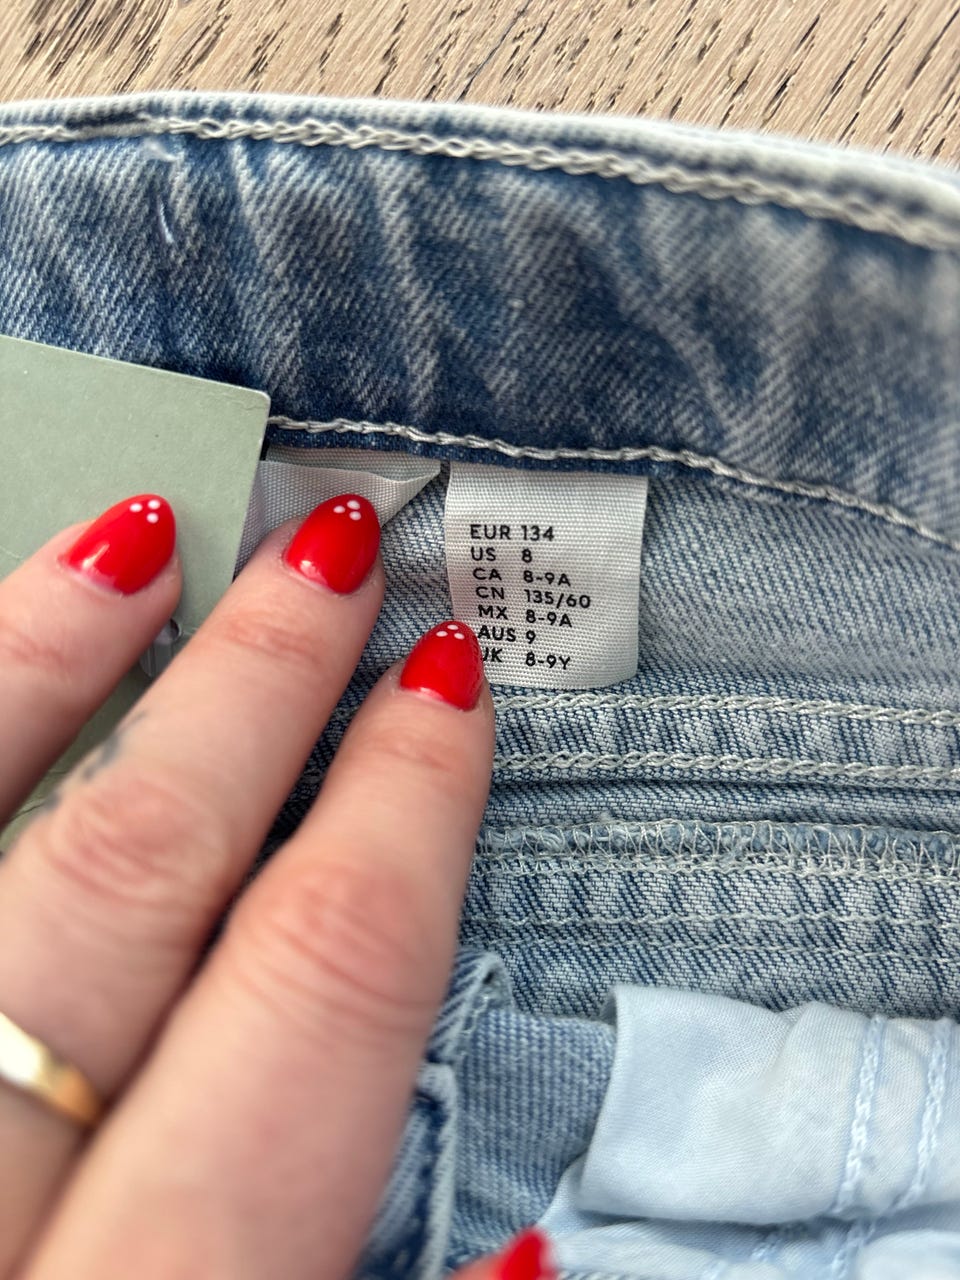 EUR 134
US 8
CA 8-9A
CN 135/60
MX 8-9A
AUS 9
UK 8-9Y